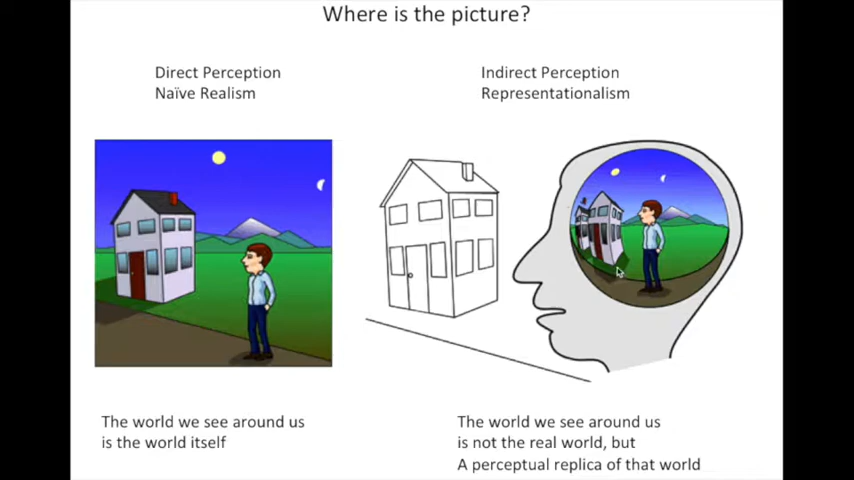 Where is the picture?
Direct Perception
Naïve Realism
Indirect Perception
Representationalism
The world we see around us
is the world itself
The world we see around us
is not the real world, but
A perceptual replica of that world